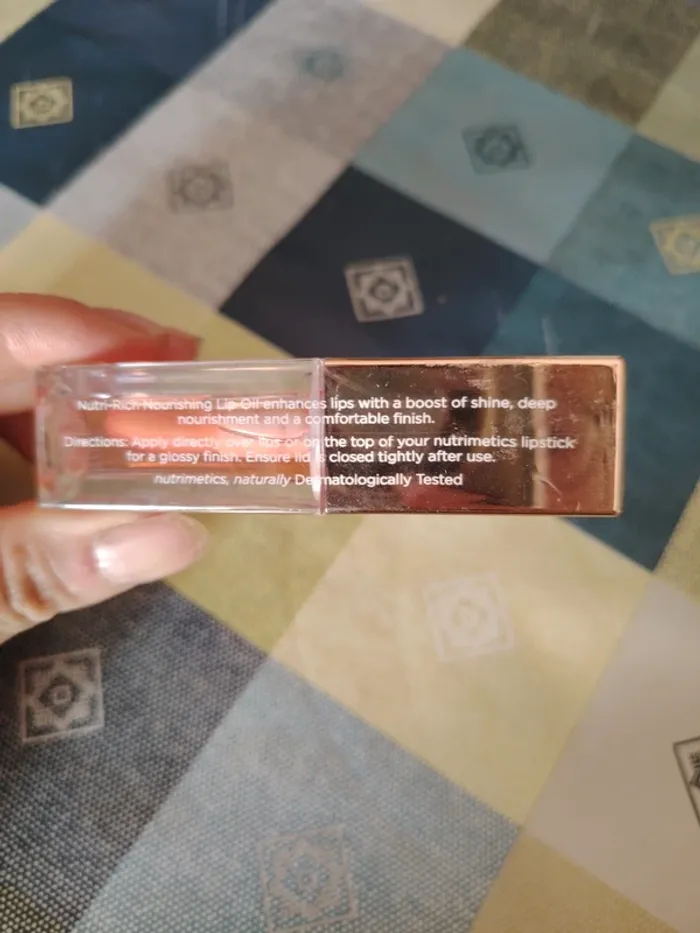 Nutri-Rich Nourishing Lip Oil enhances lips with a boost of shine, deep
nourishment and a comfortable finish.
Directions: Apply directly over lips or on the top of your nutrimetics lipstick
for a glossy finish. Ensure lid is closed tightly after use.
nutrimetics, naturally Dermatologically Tested